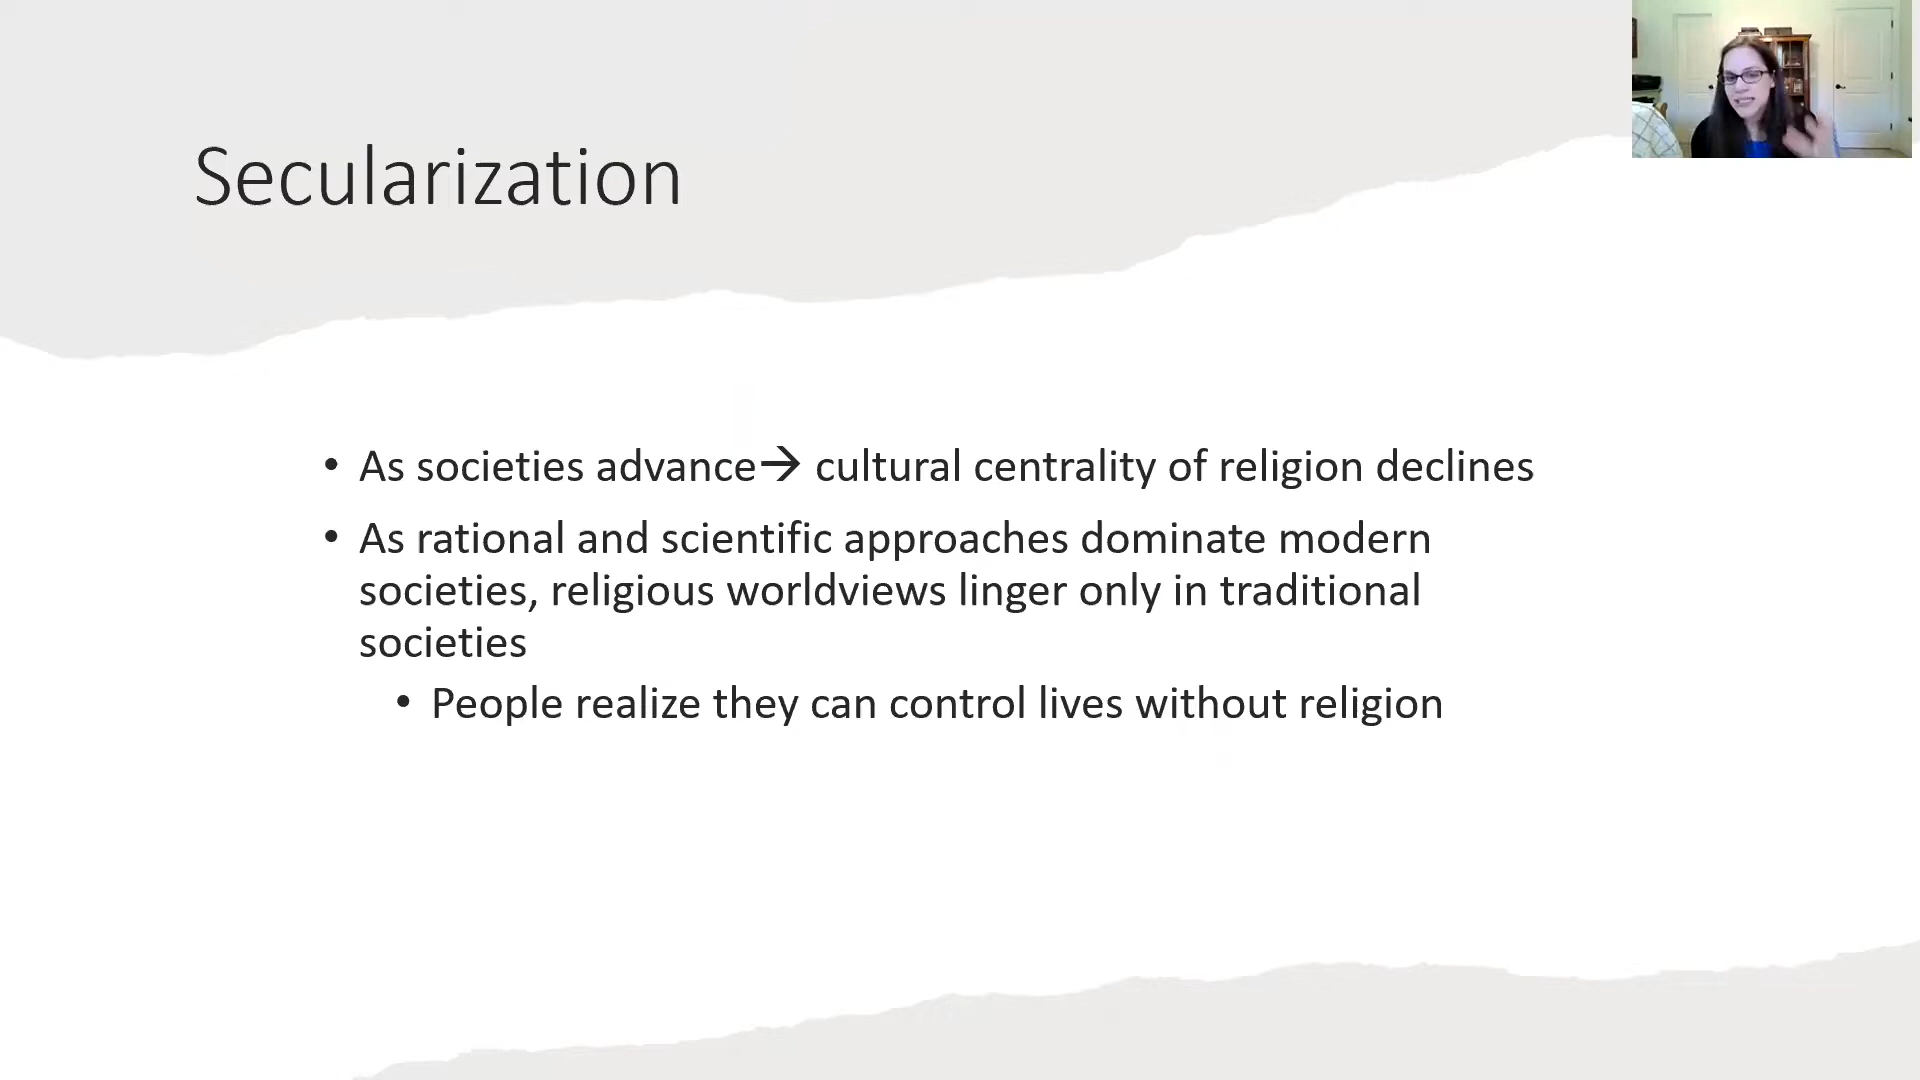 Secularization
• As societies advance→ cultural centrality of religion declines
• As rational and scientific approaches dominate modern
societies, religious worldviews linger only in traditional
societies
• People realize they can control lives without religion